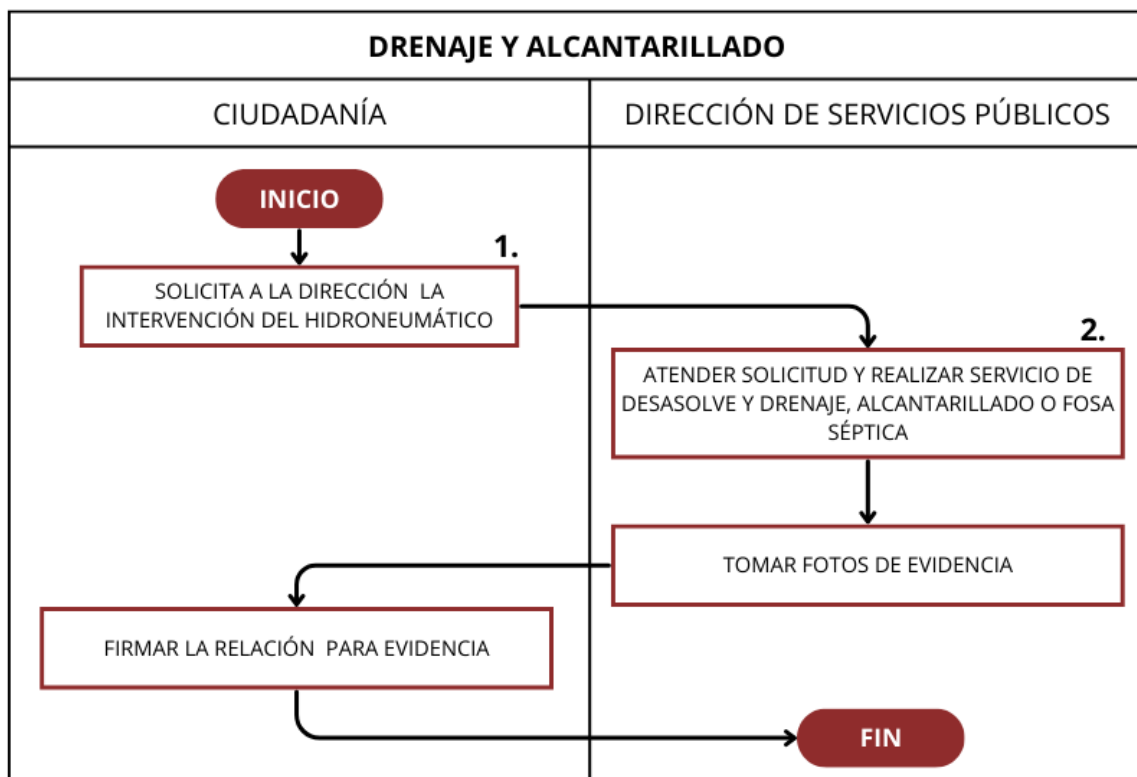 DRENAJE Y ALCANTARILLADO
CIUDADANÍA
DIRECCIÓN DE SERVICIOS PÚBLICOS
INICIO
1.
SOLICITA A LA DIRECCIÓN LA
INTERVENCIÓN DEL HIDRONEUMÁTICO
2.
ATENDER SOLICITUD Y REALIZAR SERVICIO DE
DESASOLVE Y DRENAJE, ALCANTARILLADO O FOSA
SÉPTICA
TOMAR FOTOS DE EVIDENCIA
FIRMAR LA RELACIÓN PARA EVIDENCIA
FIN